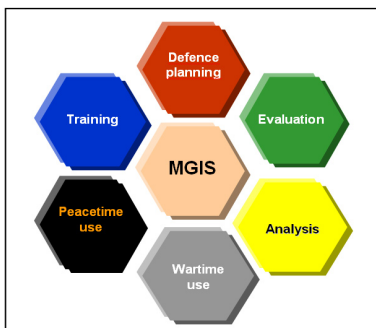 Defence
planning
Training
Evaluation
MGIS
Peacetime
use
Analysis
Wartime
use